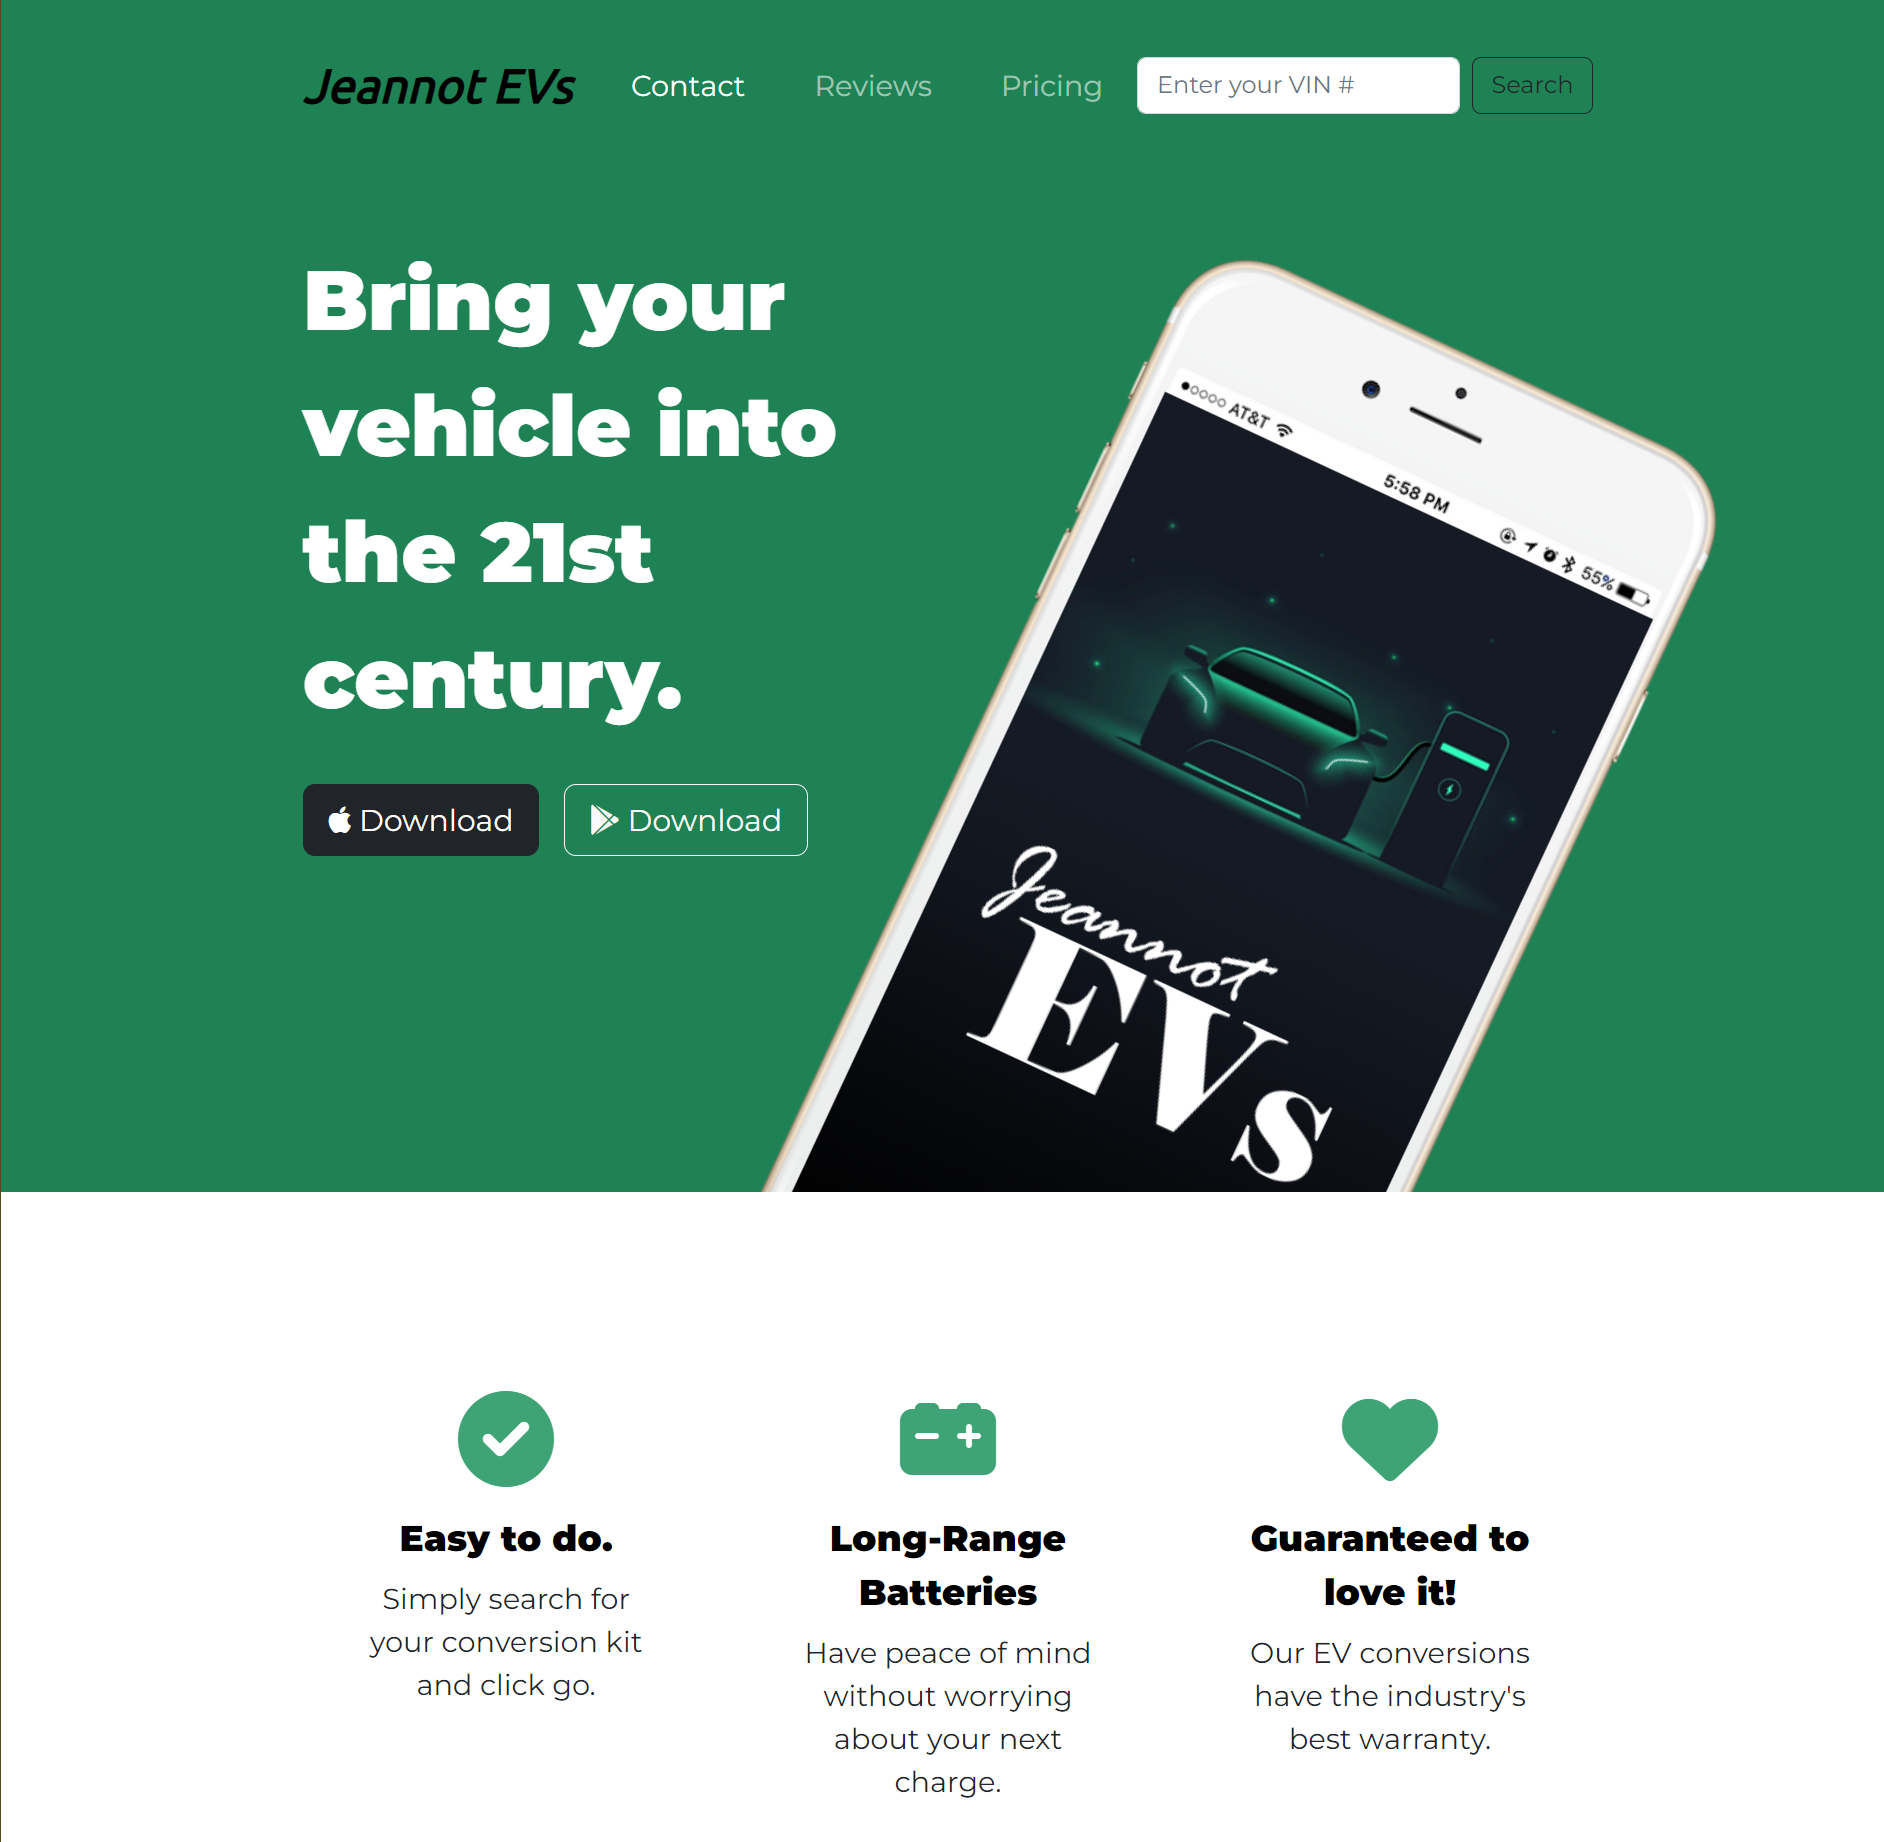 Jeannot EVs Contact Reviews Pricing Enter your VIN # Search
Bring your
vehicle into
the 21st
century.
Download Download
AT&T 5:58 PM 55%
Jeannot
EVs
Easy to do.
Simply search for
your conversion kit
and click go.
Long-Range
Batteries
Have peace of mind
without worrying
about your next
charge.
Guaranteed to
love it!
Our EV conversions
have the industry's
best warranty.